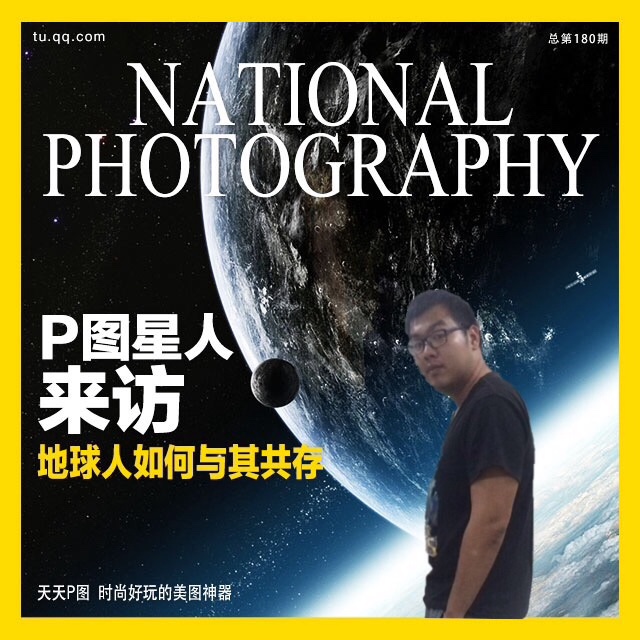 tu.qq.com
总第180期
NATIONAL
PHOTOGRAPHY
P图星人
来访
地球人如何与其共存
天天P图 时尚好玩的美图神器